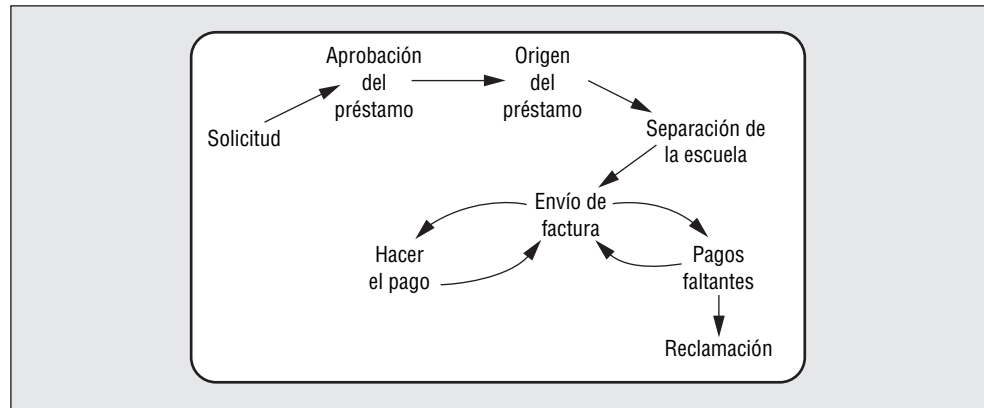 Solicitud
Aprobación
del
préstamo
Origen
del
préstamo
Separación de
la escuela
Envío de
factura
Hacer
el pago
Pagos
faltantes
Reclamación